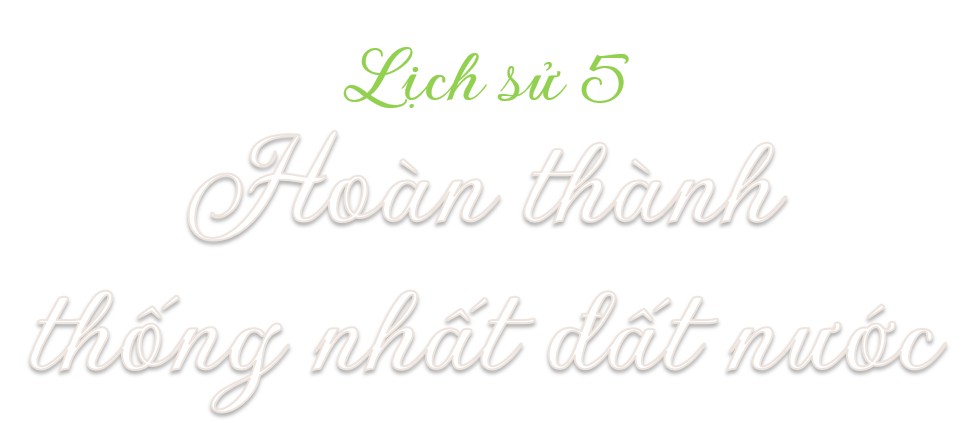 Lịch sử 5
Hoàn thành
thống nhất đất nước